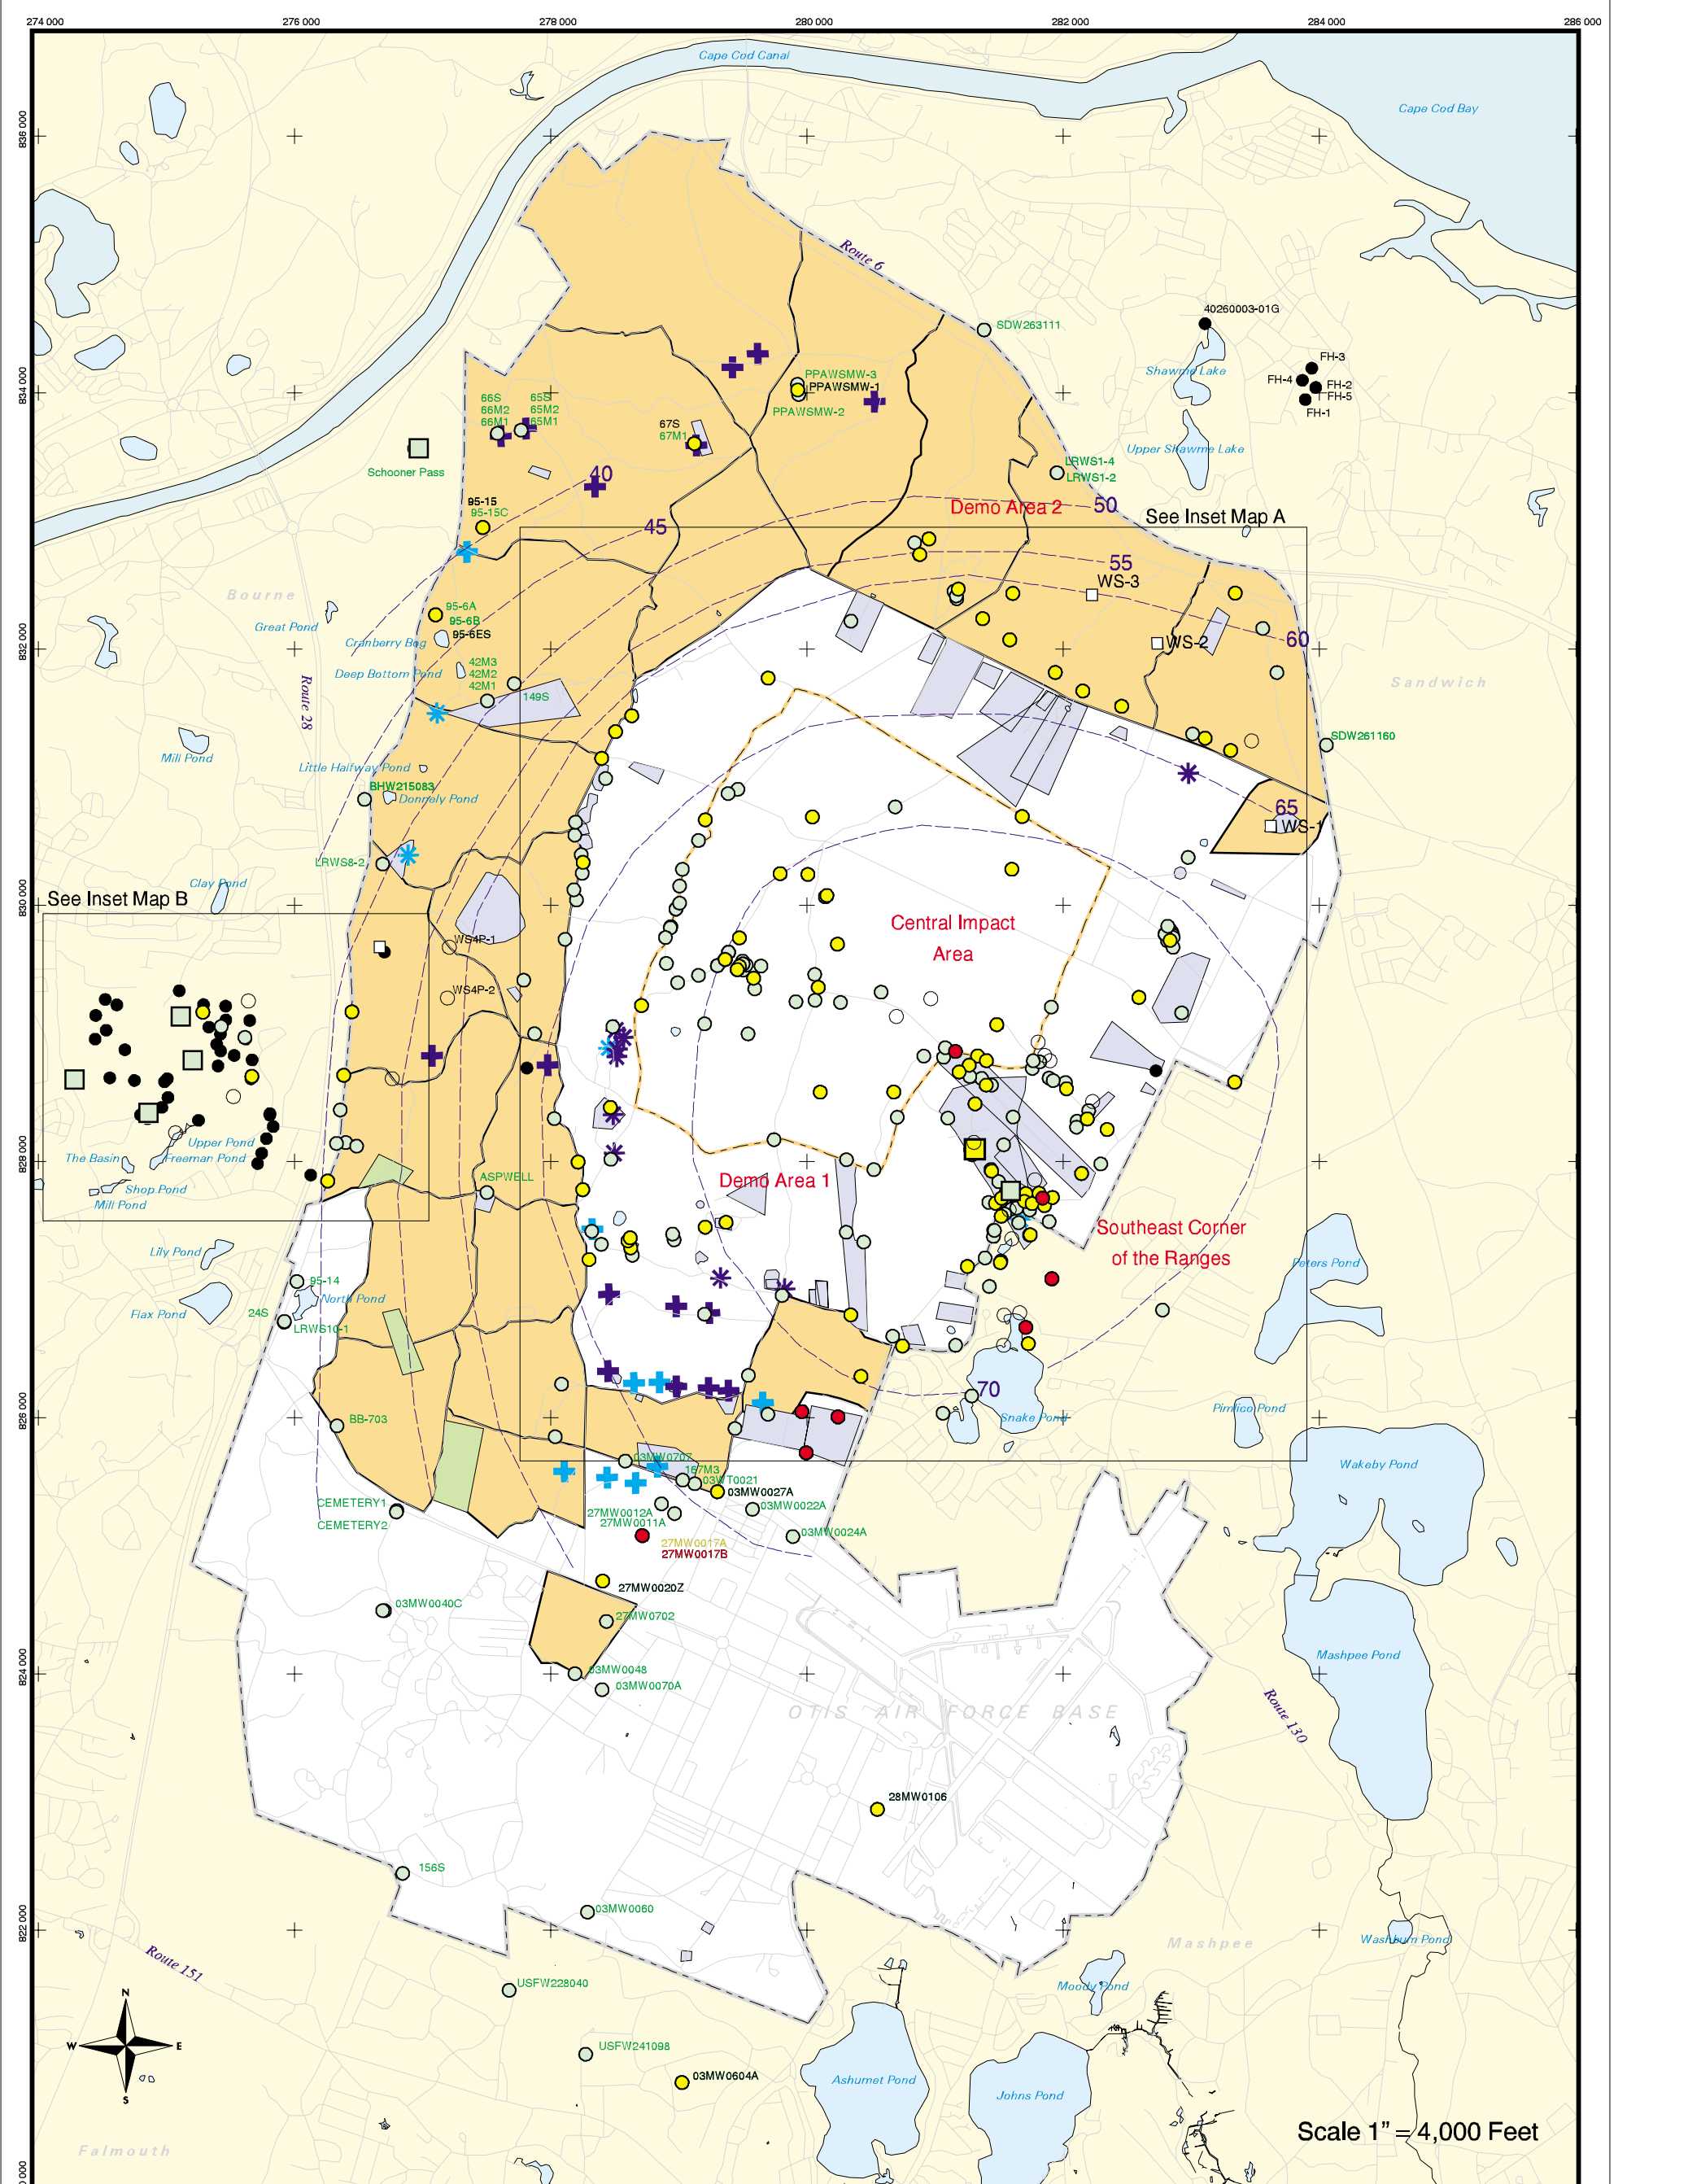 274 000
276 000
278 000
280 000
282 000
284 000
286 000
Cape Cod Canal
Cape Cod Bay
836 000
Route 6
40260003-01G
SDW263111
FH-3
FH-4
FH-2
FH-5
FH-1
Shawme Lake
834 000
PPAWSMW-3
PPAWSMW-1
PPAWSMW-2
66S
66M2
66M1
65S
65M2
65M1
67S
67M1
Upper Shawme Lake
Schooner Pass
LRWS1-4
LRWS1-2
40
95-15
95-15C
45
50
Demo Area 2
See Inset Map A
55
WS-3
Bourne
95-6A
95-6B
95-6ES
Great Pond
Cranberry Bog
832 000
60
WS-2
42M3
42M2
42M1
Deep Bottom Pond
149S
Sandwich
Route 28
SDW261160
Mill Pond
Little Halfway Pond
BHW215083
Donnaly Pond
65
WS-1
LRWS8-2
Clay Pond
See Inset Map B
830 000
Central Impact
Area
WS4P-1
WS4P-2
Upper Pond
The Basin
Freeman Pond
828 000
ASPWELL
Demo Area 1
Shop Pond
Mill Pond
Southeast Corner
of the Ranges
Lily Pond
Peters Pond
95-14
North Pond
Flax Pond
24S
LRWS10-1
70
BB-703
Snake Pond
Pimlico Pond
826 000
03MW0707
167M3
03WT0021
03MW0027A
Wakeby Pond
CEMETERY1
CEMETERY2
27MW0012A
27MW0011A
03MW0022A
03MW0024A
27MW0017A
27MW0017B
27MW0020Z
03MW0040C
27MW0702
Mashpee Pond
824 000
03MW0048
03MW0070A
OTIS AIR FORCE BASE
Route 130
28MW0106
156S
03MW0060
822 000
Mashpee
Washburn Pond
Route 151
USFW228040
Moody Pond
N
W
E
S
USFW241098
03MW0604A
Ashumet Pond
Johns Pond
Scale 1" = 4,000 Feet
Falmouth